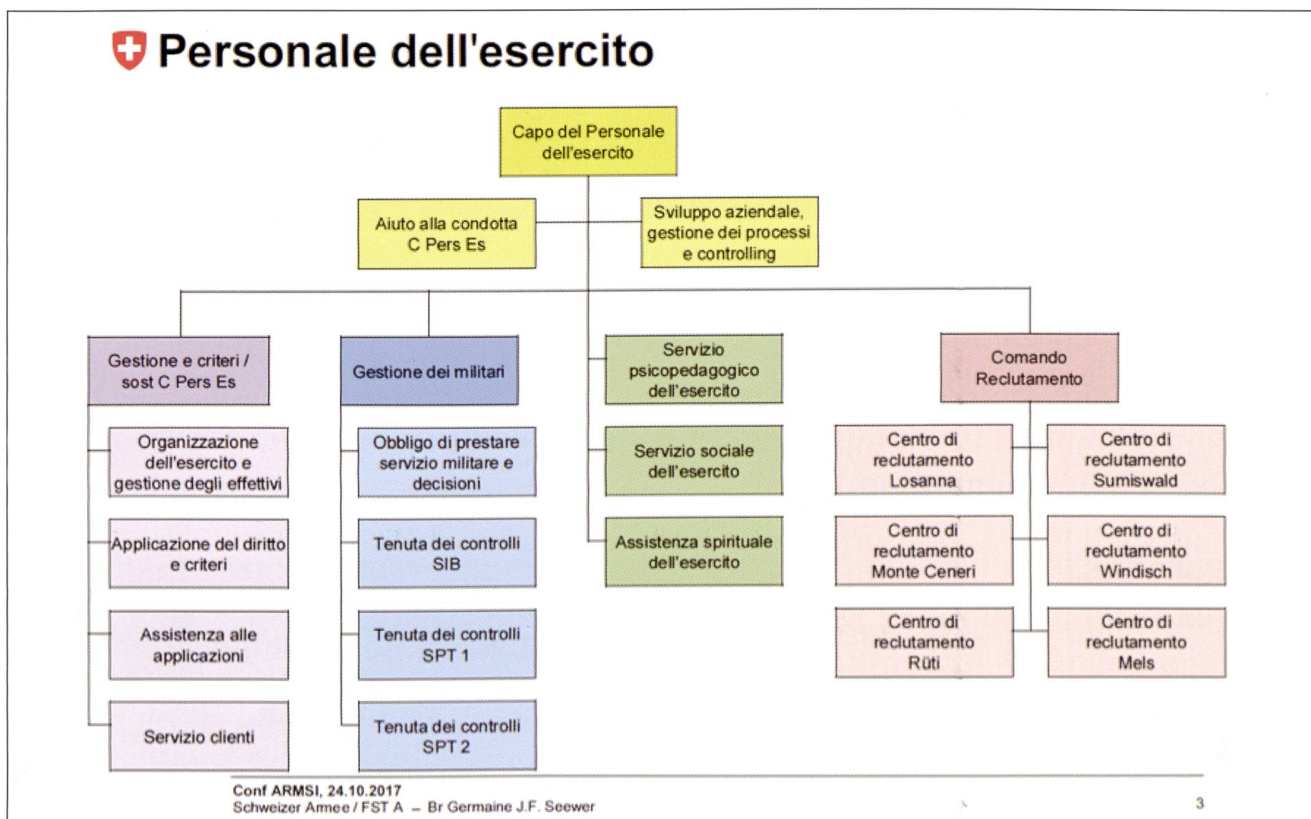 Personale dell'esercito
Capo del Personale
dell'esercito
Aiuto alla condotta
C Pers Es
Sviluppo aziendale,
gestione dei processi
e controlling
Gestione e criteri /
sost C Pers Es
Organizzazione
dell'esercito e
gestione degli effettivi
Applicazione del diritto
e criteri
Assistenza alle
applicazioni
Servizio clienti
Gestione dei militari
Obbligo di prestare
servizio militare e
decisioni
Tenuta dei controlli
SIB
Tenuta dei controlli
SPT 1
Tenuta dei controlli
SPT 2
Servizio
psicopedagogico
dell'esercito
Servizio sociale
dell'esercito
Assistenza spirituale
dell'esercito
Comando
Reclutamento
Centro di
reclutamento
Losanna
Centro di
reclutamento
Sumiswald
Centro di
reclutamento
Monte Ceneri
Centro di
reclutamento
Windisch
Centro di
reclutamento
Rüti
Centro di
reclutamento
Mels
Conf ARMSI, 24.10.2017
Schweizer Armee / FST A – Br Germaine J.F. Seewer
3